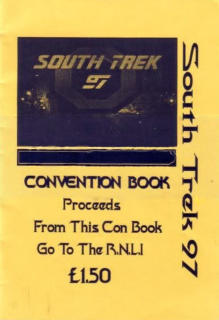 SOUTH TREK
97
CONVENTION BOOK
Proceeds
From This Con Book
Go To The R.N.L.I
£1.50
South Trek 97